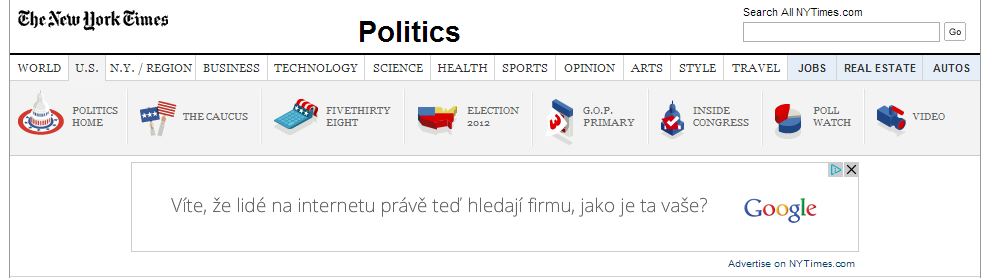 The New York Times
Politics
Search All NYTimes.com
Go
WORLD U.S. N.Y. / REGION BUSINESS TECHNOLOGY SCIENCE HEALTH SPORTS OPINION ARTS STYLE TRAVEL JOBS REAL ESTATE AUTOS
POLITICS
HOME
THE CAUCUS
FIVETHIRTY
EIGHT
ELECTION
2012
G.O.P.
PRIMARY
INSIDE
CONGRESS
POLL
WATCH
VIDEO
Víte, že lidé na internetu právě teď hledají firmu, jako je ta vaše?
Google
Advertise on NYTimes.com